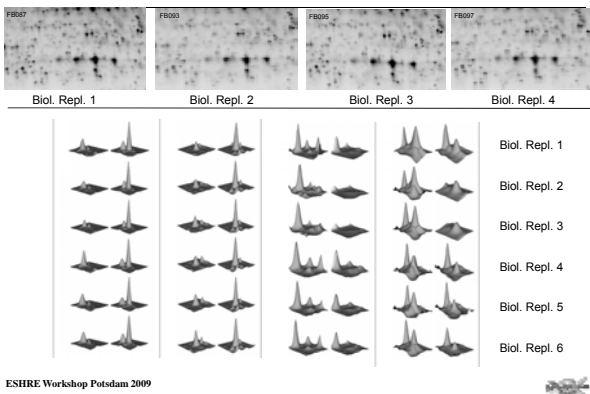 FB087
FB093
FB095
FB097
Biol. Repl. 1
Biol. Repl. 2
Biol. Repl. 3
Biol. Repl. 4
Biol. Repl. 1
Biol. Repl. 2
Biol. Repl. 3
Biol. Repl. 4
Biol. Repl. 5
Biol. Repl. 6
ESHRE Workshop Potsdam 2009